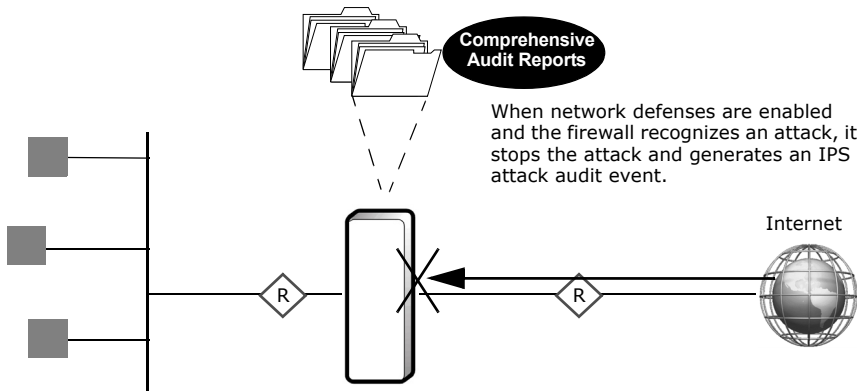 Comprehensive
Audit Reports
When network defenses are enabled
and the firewall recognizes an attack, it
stops the attack and generates an IPS
attack audit event.
Internet
R
R